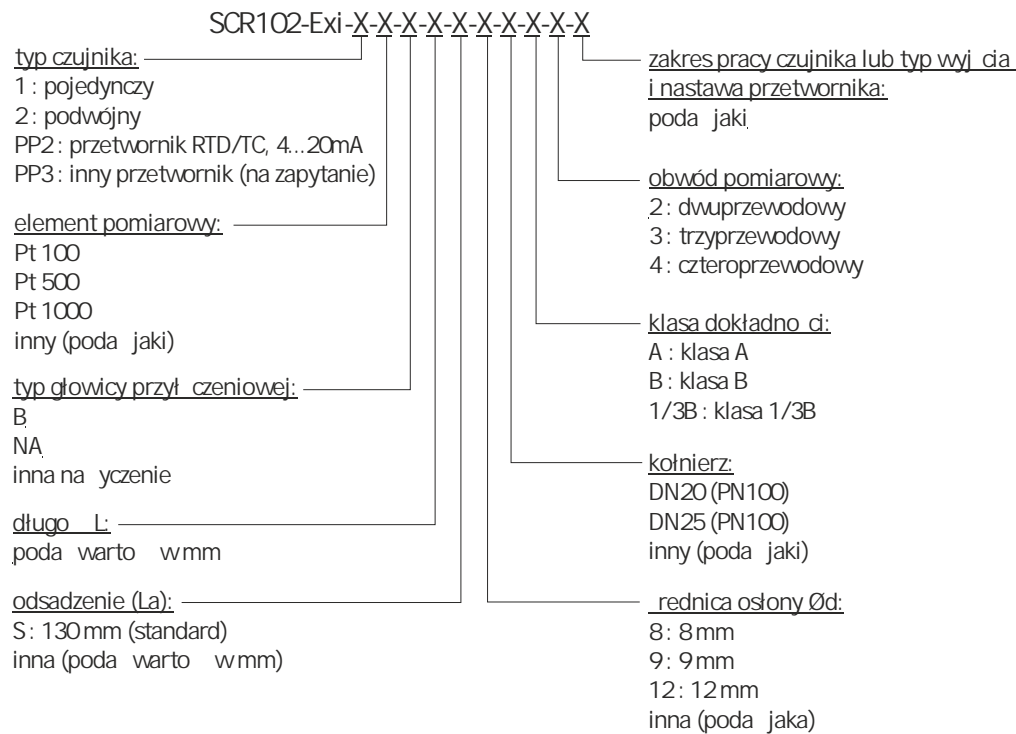 SCR102-Exi-X-X-X-X-X-X-X-X-X-X
typ czujnika:
1 : pojedynczy
2 : podwójny
PP2 : przetwornik RTD/TC, 4...20mA
PP3 : inny przetwornik (na zapytanie)
element pomiarowy:
Pt 100
Pt 500
Pt 1000
inny (poda jaki)
typ głowicy przył czeniowej:
B
NA
inna na yczenie
długo L:
poda warto w mm
odsadzenie (La):
S : 130 mm (standard)
inna (poda warto w mm)
zakres pracy czujnika lub typ wyj cia
i nastawa przetwornika:
poda jaki
obwód pomiarowy:
2 : dwuprzewodowy
3 : trzyprzewodowy
4 : czteroprzewodowy
klasa dokładno ci:
A : klasa A
B : klasa B
1/3B : klasa 1/3B
kołnierz:
DN20 (PN100)
DN25 (PN100)
inny (poda jaki)
rednica osłony Ød:
8 : 8 mm
9 : 9 mm
12 : 12 mm
inna (poda jaka)